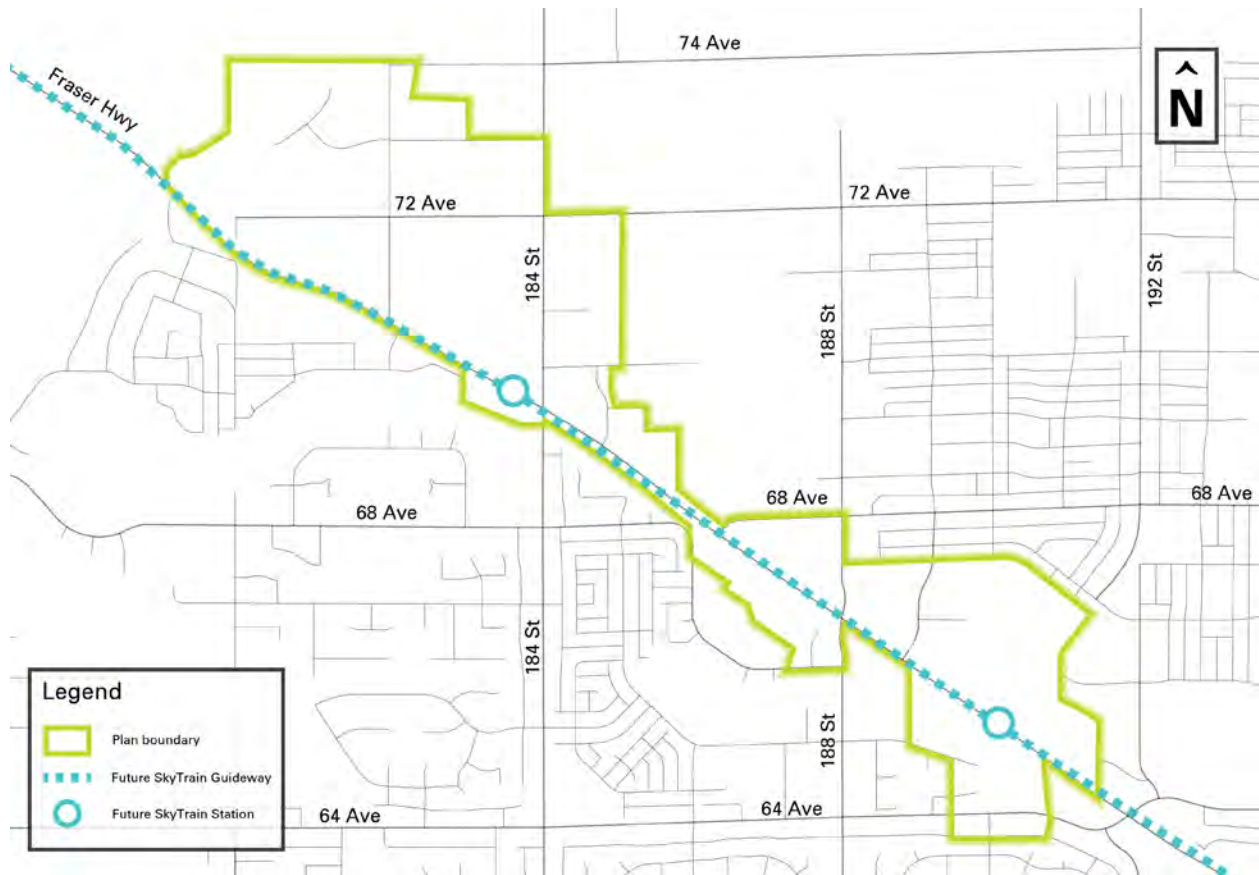 74 Ave
Fraser Hwy
^
N
72 Ave
72 Ave
184 St
188 St
192 St
68 Ave
68 Ave
68 Ave
184 St
188 St
Legend
Plan boundary
Future SkyTrain Guideway
Future SkyTrain Station
64 Ave
64 Ave